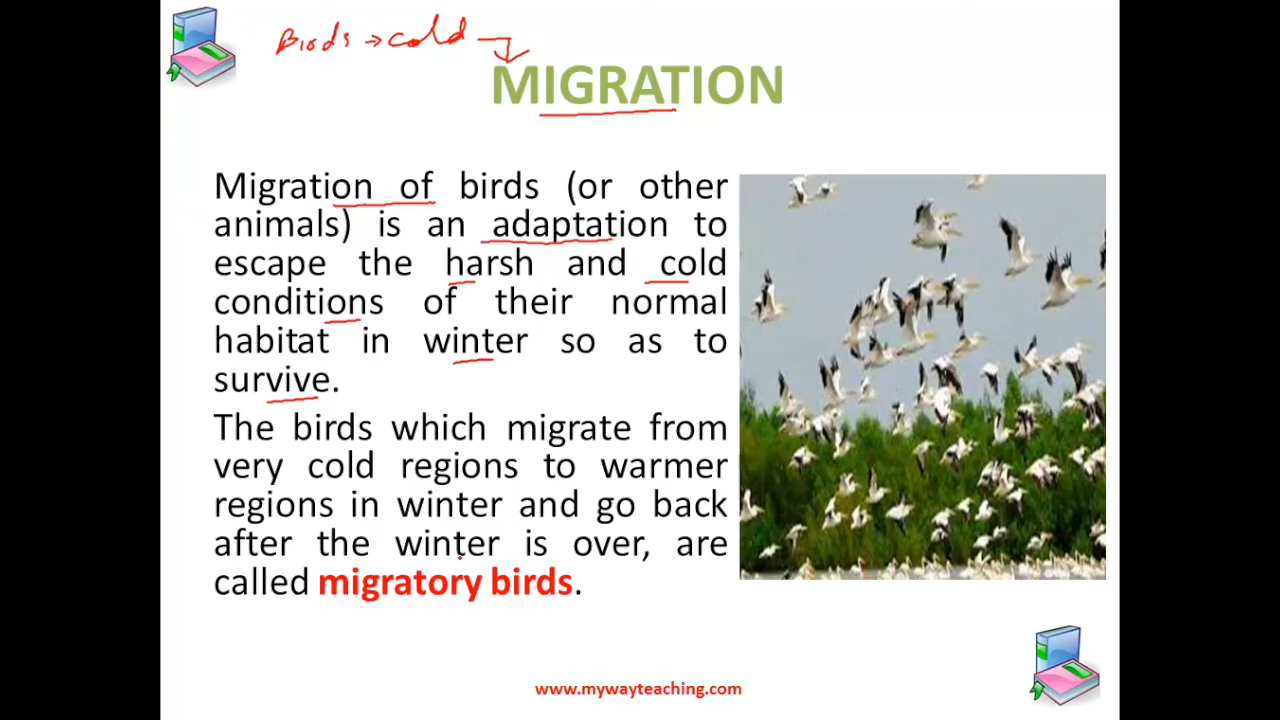 Birds → cold →
MIGRATION
Migration of birds (or other
animals) is an adaptation to
escape the harsh and cold
conditions of their normal
habitat in winter so as to
survive.
The birds which migrate from
very cold regions to warmer
regions in winter and go back
after the winter is over, are
called migratory birds.
www.mywayteaching.com